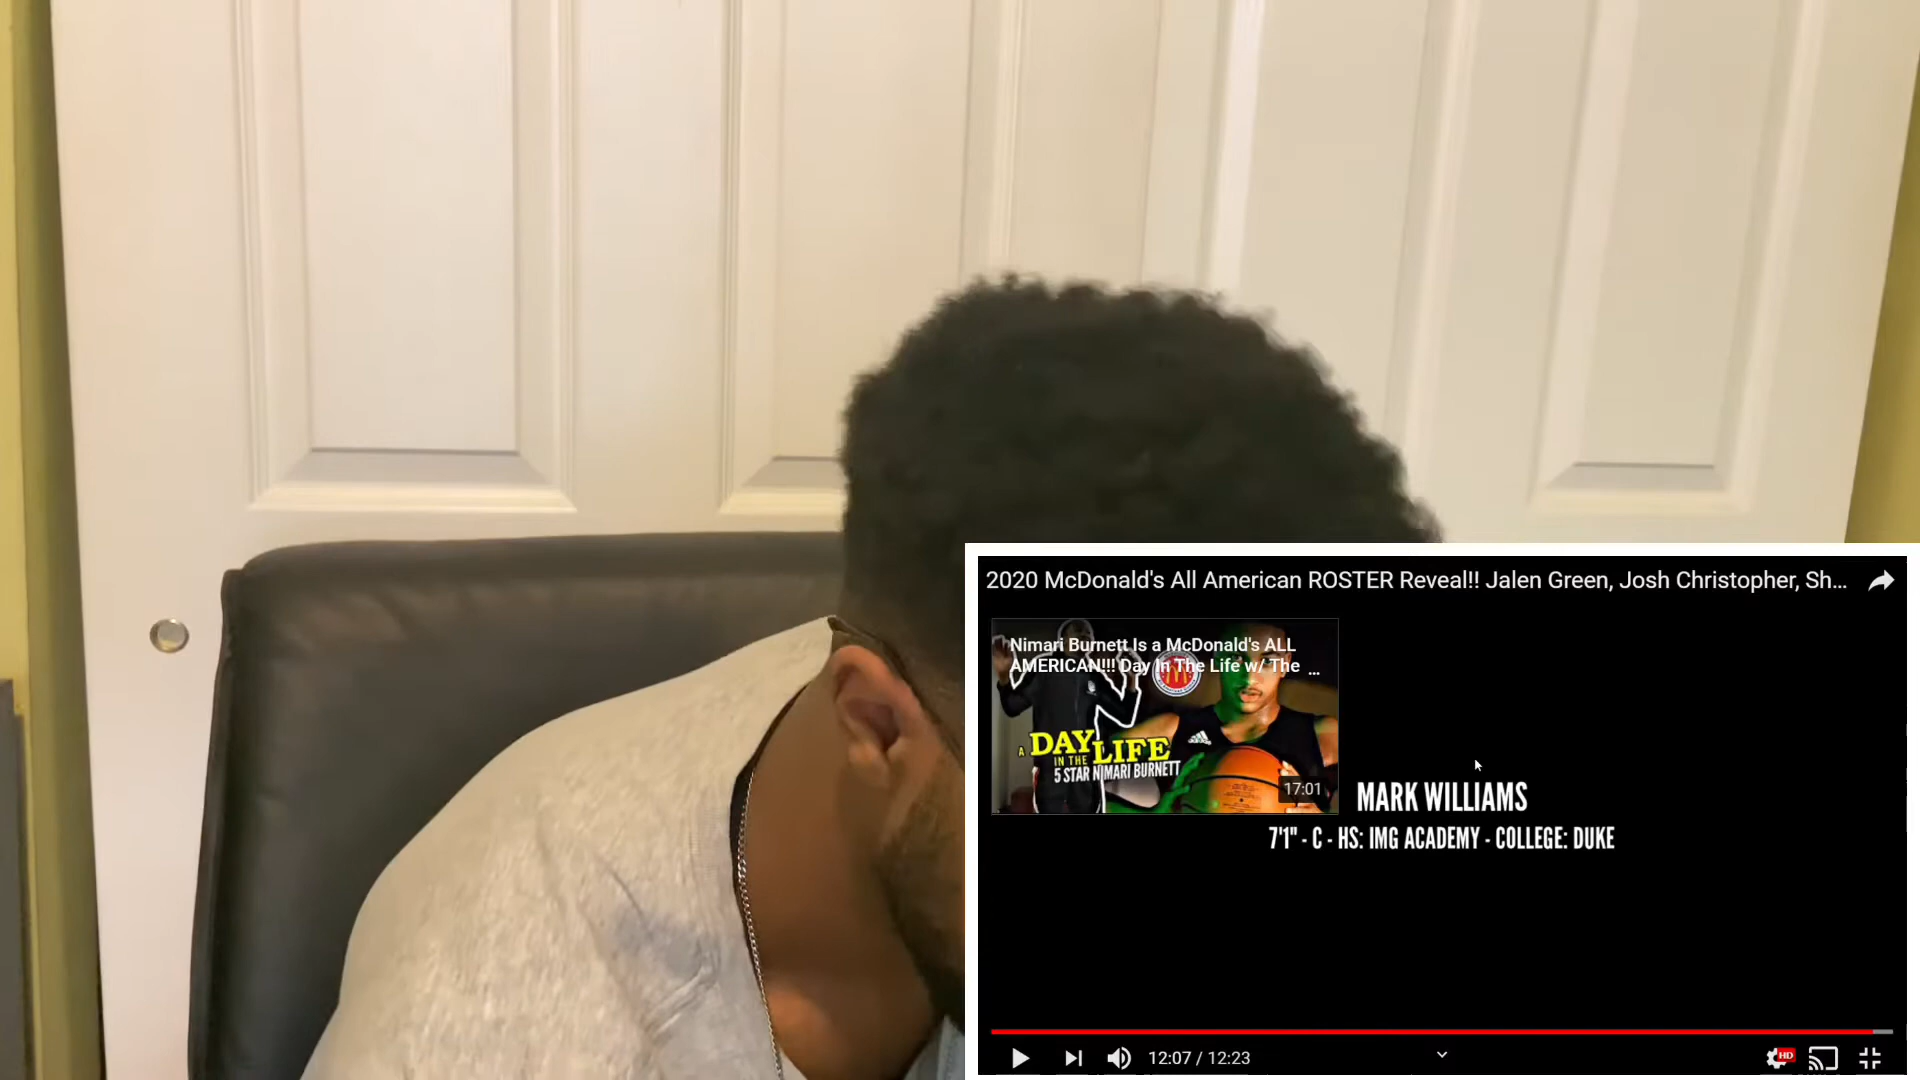 2020 McDonald's All American ROSTER Reveal!! Jalen Green, Josh Christopher, Sh...
Nimari Burnett Is a McDonald's ALL
AMERICAN!!! Day In The Life w/ The ...
A DAY IN THE LIFE
5 STAR NIMARI BURNETT
17:01
MARK WILLIAMS
7'1" - C - HS: IMG ACADEMY - COLLEGE: DUKE
12:07 / 12:23
HD